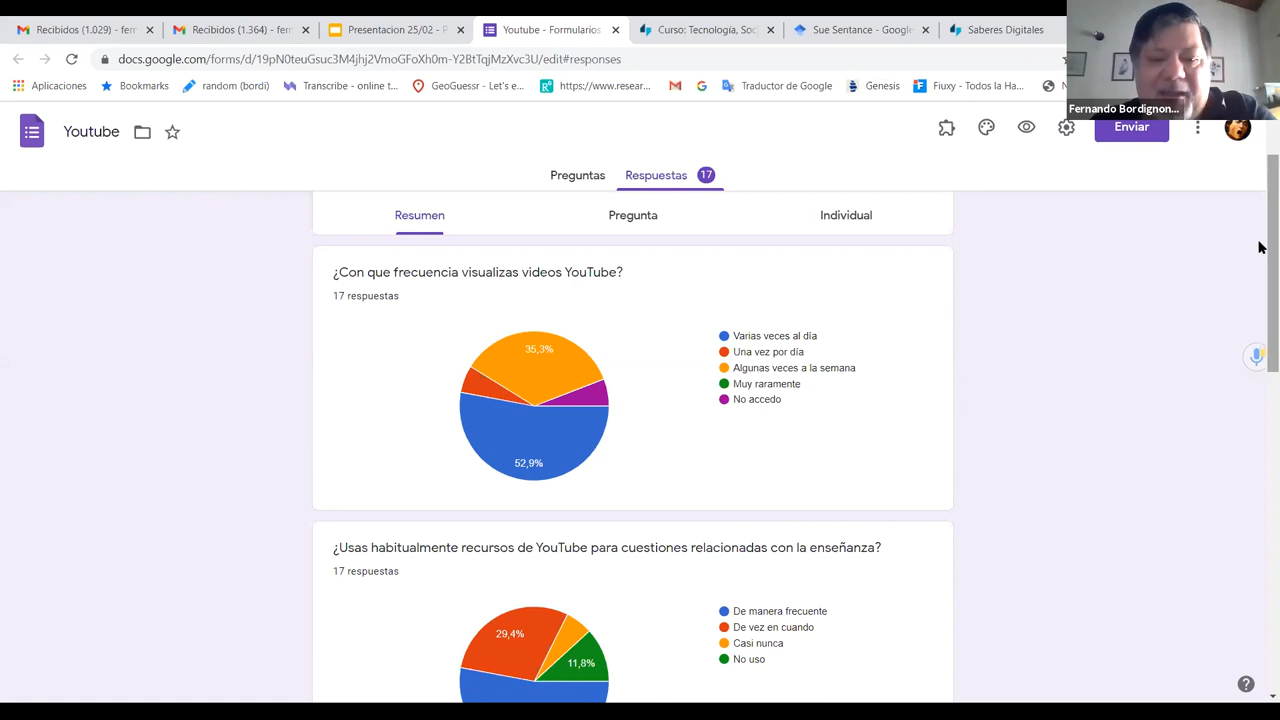 Recibidos (1.029) - fern
Recibidos (1.364) - fern
Presentacion 25/02 - P
Youtube - Formularios
Curso: Tecnología, Soc
Sue Sentance - Google
Saberes Digitales
docs.google.com/forms/d/19pN0teuGsuc3M4jhj2VmoGFoXh0m-Y2BtTqjMzXvc3U/edit#responses
Aplicaciones
Bookmarks
random (bordi)
Transcribe - online t...
GeoGuessr - Let's e...
https://www.resear...
Traductor de Google
Genesis
Fiuxy - Todos la Ha...
No
Fernando Bordignon...
Youtube
Enviar
Preguntas
Respuestas 17
Resumen
Pregunta
Individual
¿Con que frecuencia visualizas videos YouTube?
17 respuestas
35,3%
52,9%
Varias veces al día
Una vez por día
Algunas veces a la semana
Muy raramente
No accedo
¿Usas habitualmente recursos de YouTube para cuestiones relacionadas con la enseñanza?
17 respuestas
29,4%
11,8%
De manera frecuente
De vez en cuando
Casi nunca
No uso